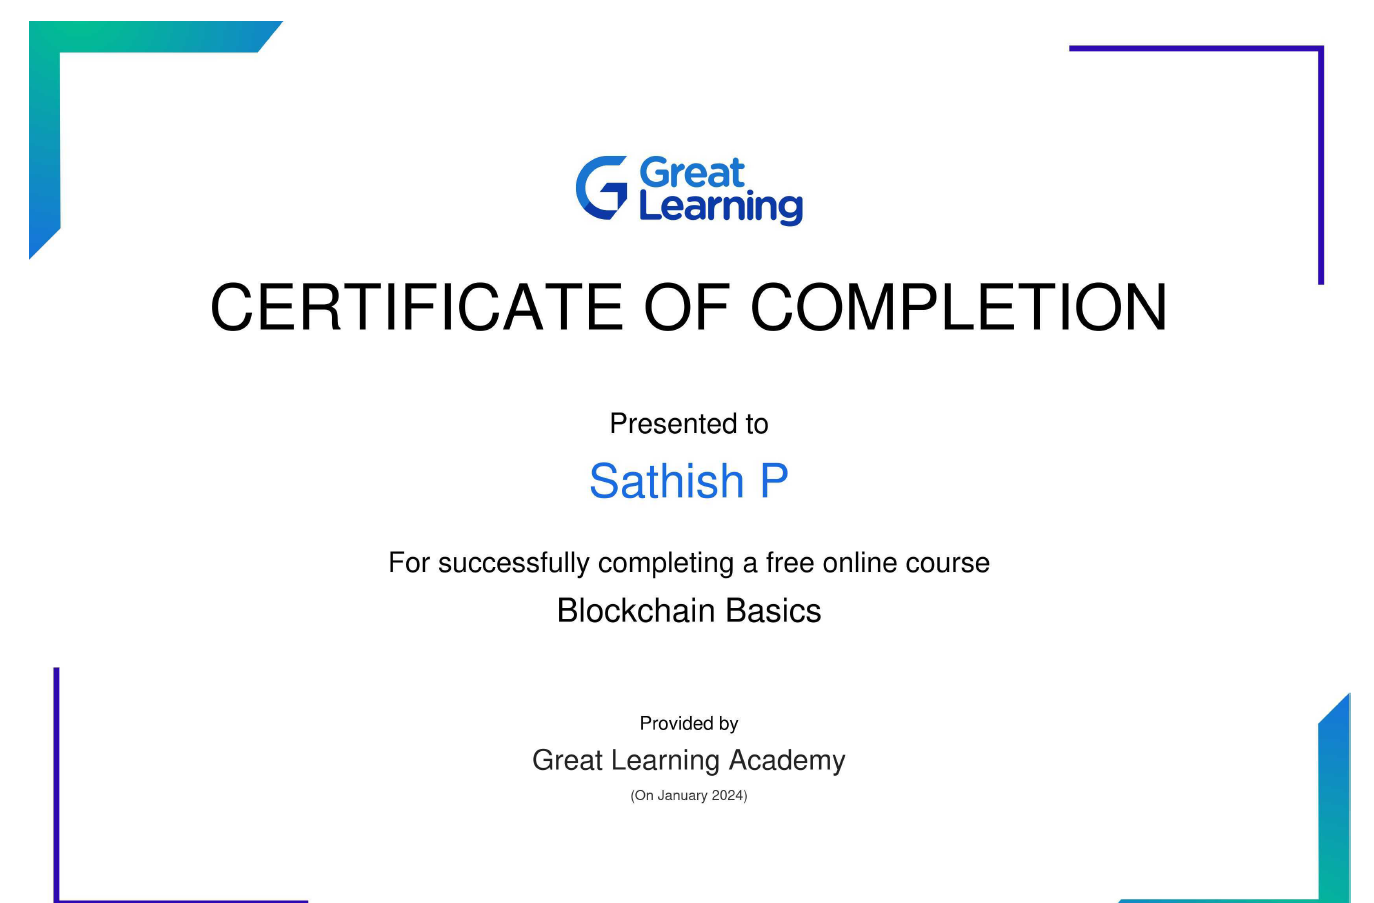 Great
Learning
CERTIFICATE OF COMPLETION
Presented to
Sathish P
For successfully completing a free online course
Blockchain Basics
Provided by
Great Learning Academy
(On January 2024)